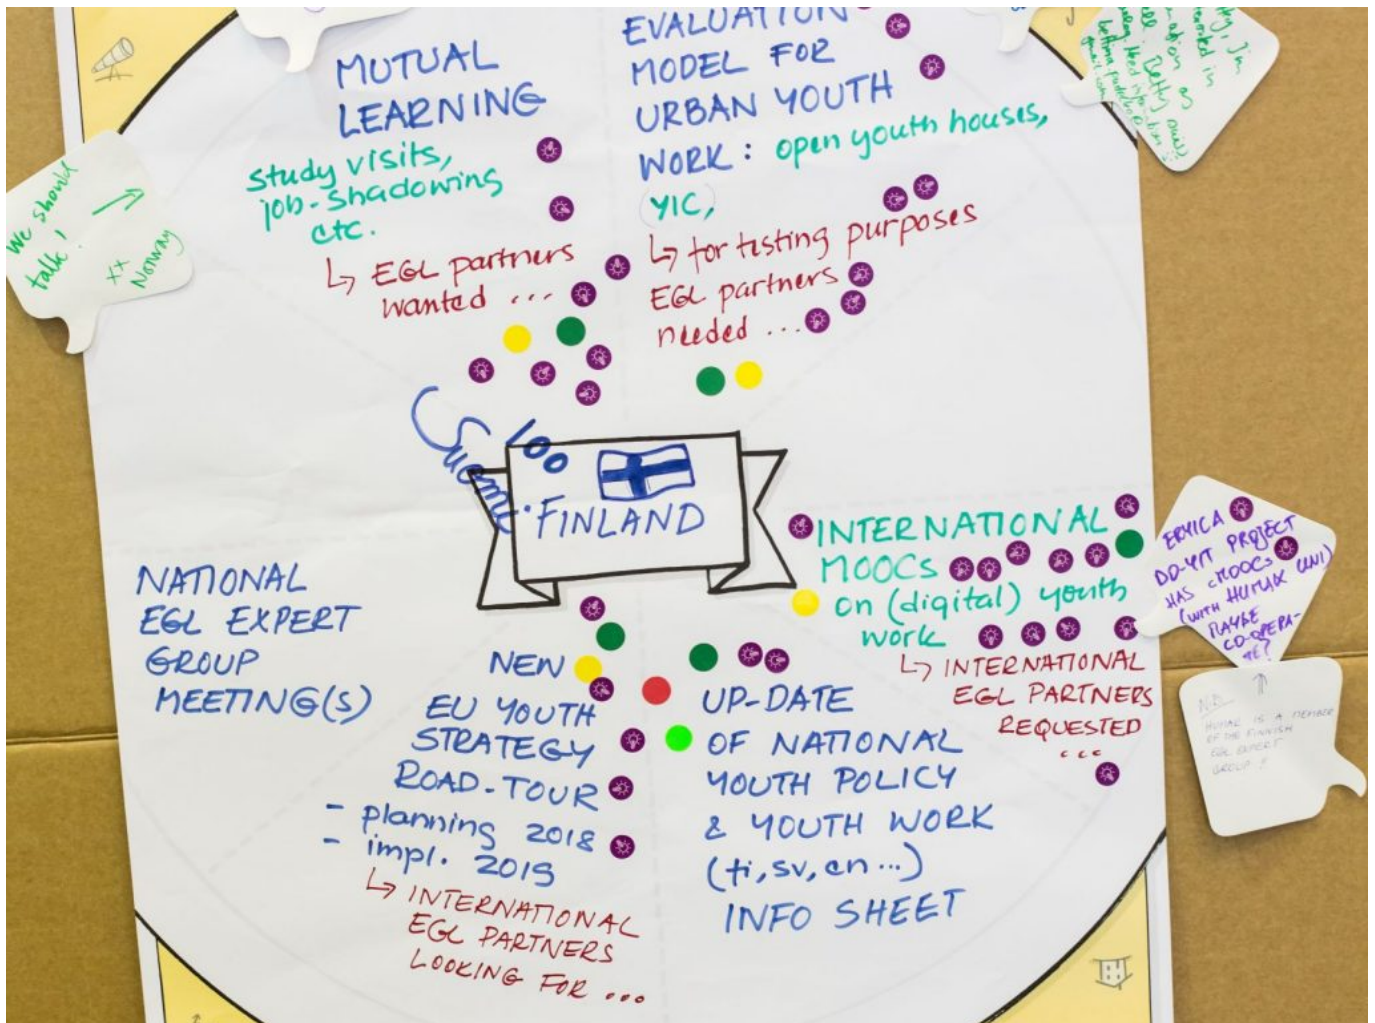 MUTUAL
LEARNING
study visits,
job-shadowing
etc.
↳ EGL partners
wanted ...
EVALUATION
MODEL FOR
URBAN YOUTH
WORK: open youth houses,
(YIC,
↳ for testing purposes
EGL partners
needed ...
We should
talk!
xx
Norway
Suomi
100
FINLAND
INTERNATIONAL
MOOCs
on (digital) youth
work
↳ INTERNATIONAL
EGL PARTNERS
REQUESTED
...
ERYICA
DD-YIT PROJECT
HAS MOOCs
(with HUMAK UNI)
MAYBE
CO-OPERA-
TE?
N.B.
HUMAK IS A MEMBER
OF THE FINNISH
EGL EXPERT
GROUP!
NATIONAL
EGL EXPERT
GROUP
MEETING(S)
NEW
EU YOUTH
STRATEGY
ROAD-TOUR
- planning 2018
- impl. 2019
↳ INTERNATIONAL
EGL PARTNERS
LOOKING FOR ...
UP-DATE
OF NATIONAL
YOUTH POLICY
& YOUTH WORK
(fi, sv, en ...)
INFO SHEET